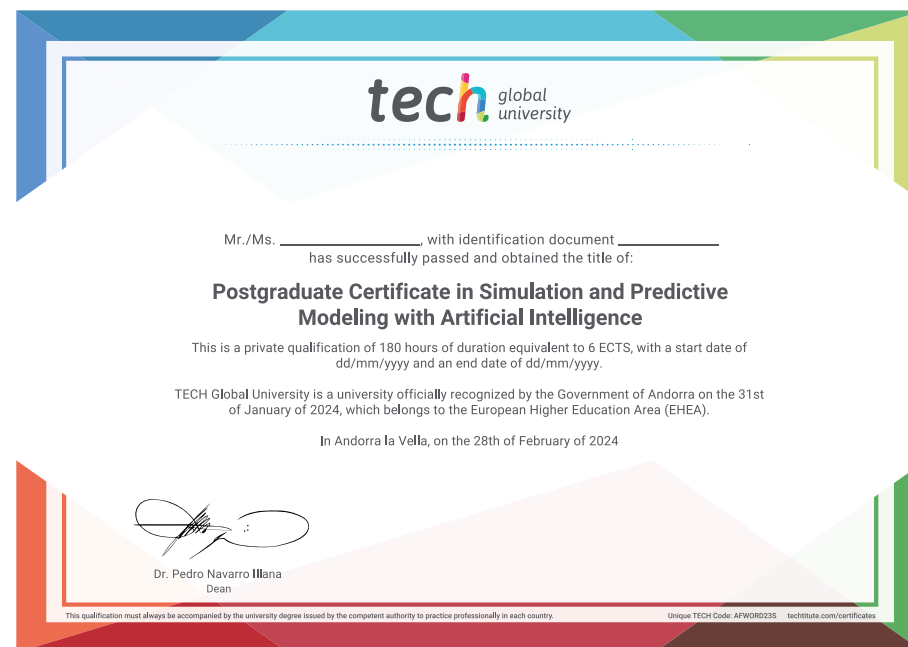 tech global university
Mr./Ms. ____________________, with identification document ______________
has successfully passed and obtained the title of:
Postgraduate Certificate in Simulation and Predictive
Modeling with Artificial Intelligence
This is a private qualification of 180 hours of duration equivalent to 6 ECTS, with a start date of
dd/mm/yyyy and an end date of dd/mm/yyyy.
TECH Global University is a university officially recognized by the Government of Andorra on the 31st
of January of 2024, which belongs to the European Higher Education Area (EHEA).
In Andorra la Vella, on the 28th of February of 2024
Dr. Pedro Navarro Illana
Dean
This qualification must always be accompanied by the university degree issued by the competent authority to practice professionally in each country.
Unique TECH Code: AFWORD23S techtitute.com/certificates